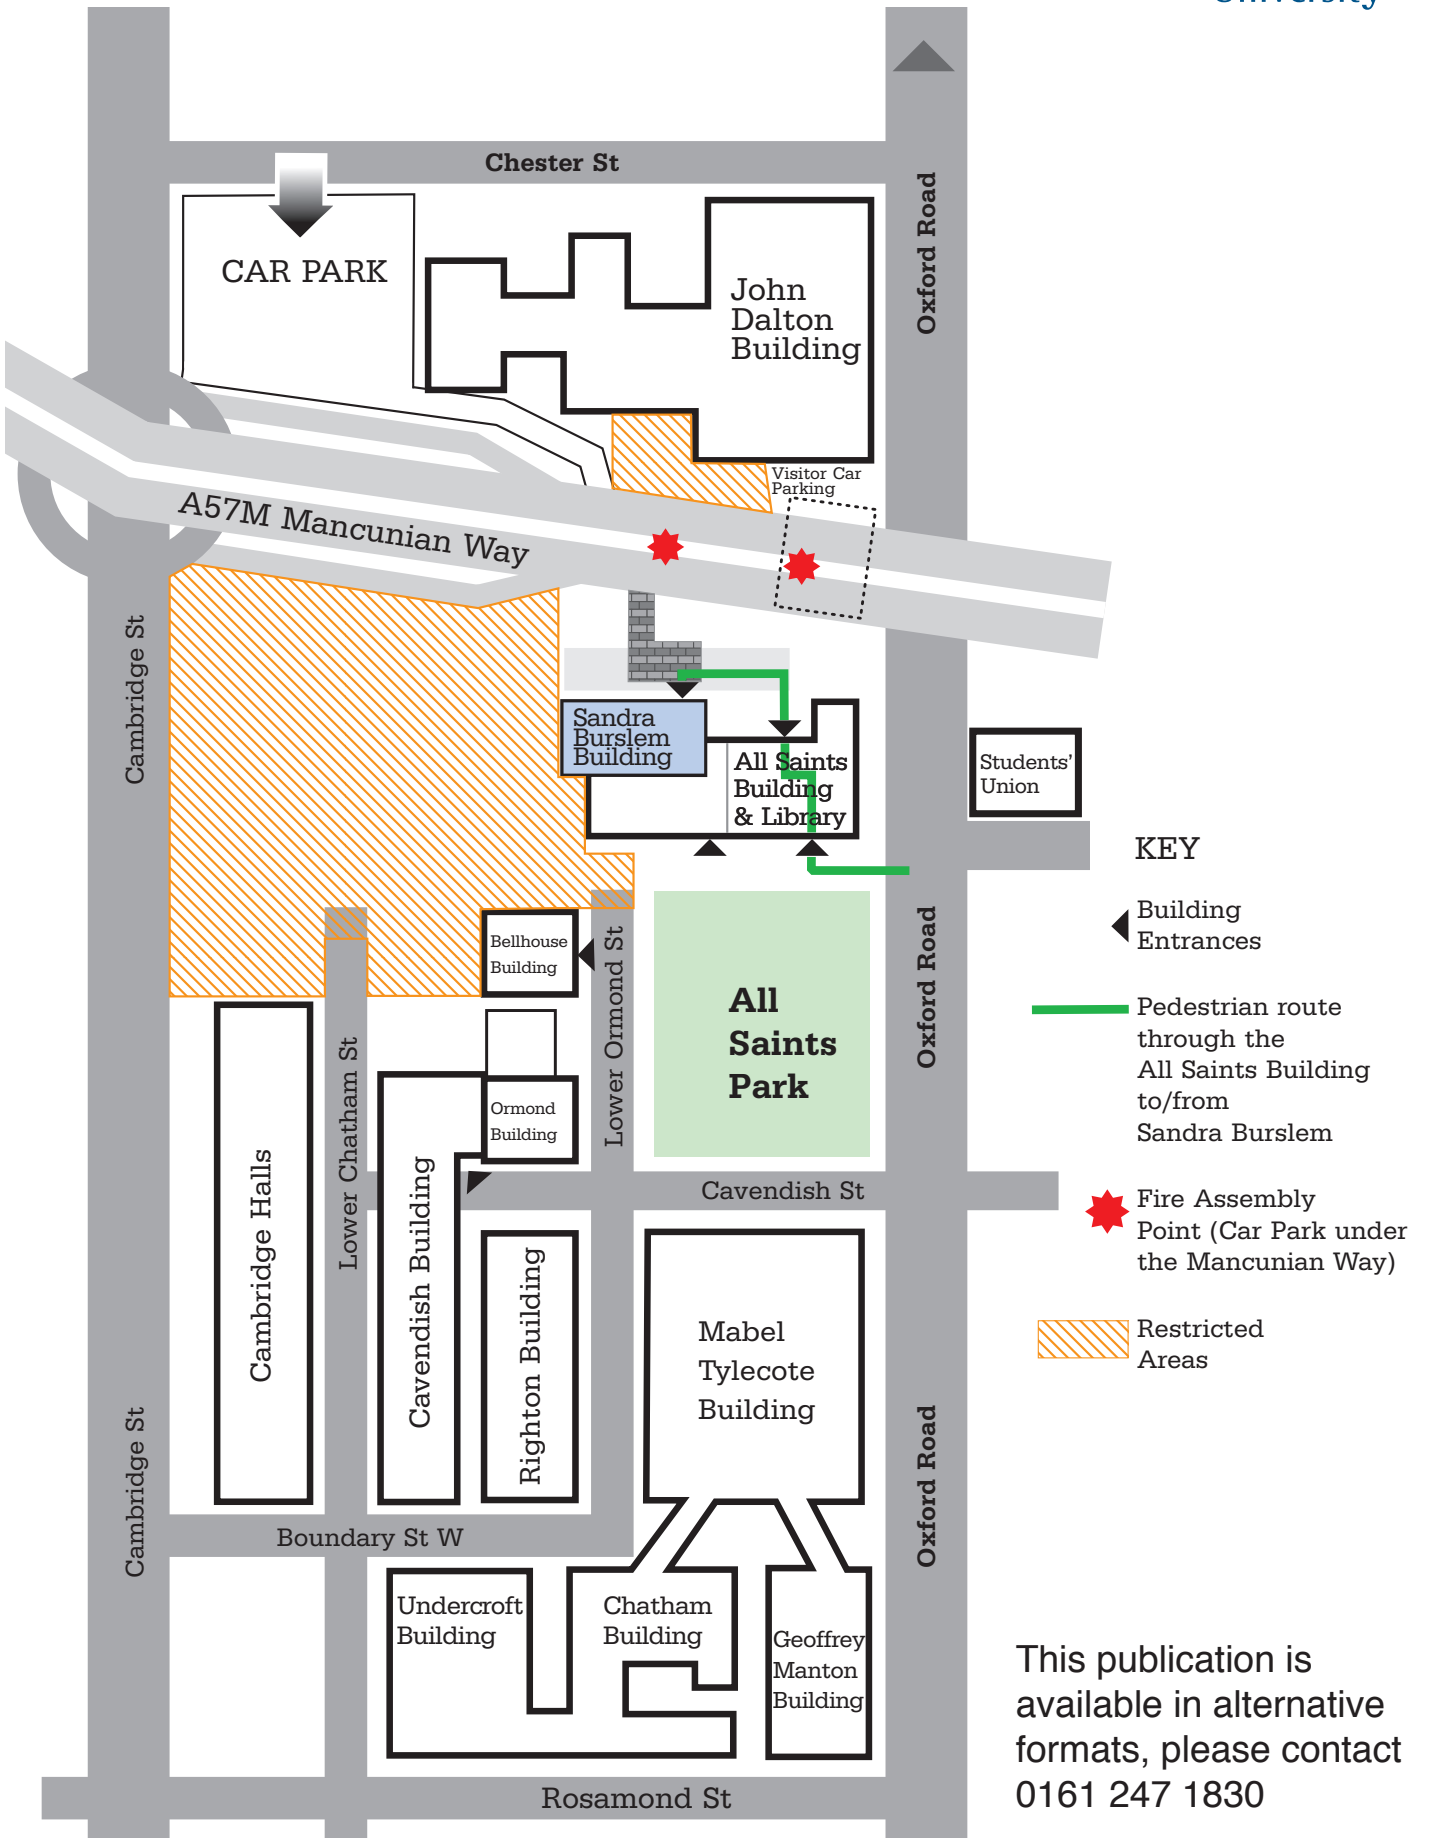 University
Chester St
Oxford Road
CAR PARK
John
Dalton
Building
Visitor Car
Parking
A57M Mancunian Way
Cambridge St
Sandra
Burslem
Building
All Saints
Building
& Library
Students'
Union
KEY
Building
Entrances
Bellhouse
Building
Lower Ormond St
Oxford Road
All
Saints
Park
Pedestrian route
through the
All Saints Building
to/from
Sandra Burslem
Lower Chatham St
Ormond
Building
Cavendish St
Fire Assembly
Point (Car Park under
the Mancunian Way)
Cambridge Halls
Cavendish Building
Righton Building
Mabel
Tylecote
Building
Restricted
Areas
Cambridge St
Oxford Road
Boundary St W
Undercroft
Building
Chatham
Building
Geoffrey
Manton
Building
This publication is
available in alternative
formats, please contact
0161 247 1830
Rosamond St